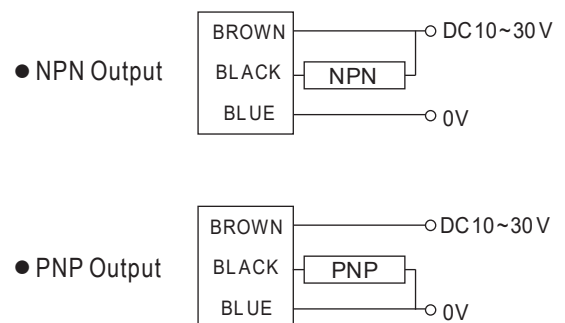 BROWN DC10~30V
● NPN Output BLACK NPN
BLUE 0V
BROWN DC10~30V
● PNP Output BLACK PNP
BLUE 0V